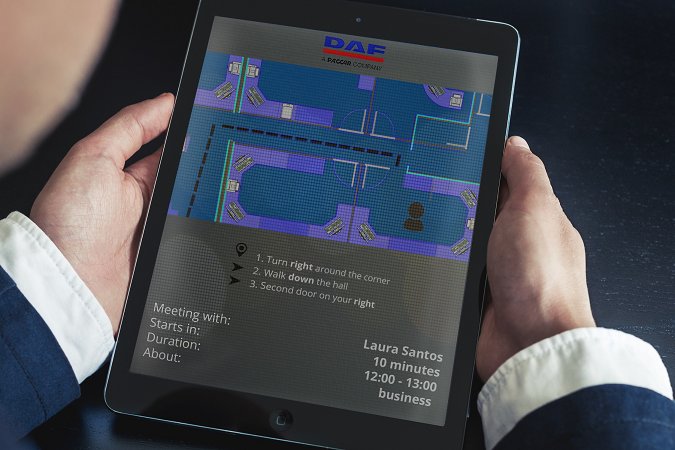 DAF
A PACCAR COMPANY
1. Turn right around the corner
2. Walk down the hall
3. Second door on your right
Meeting with: Laura Santos
Starts in: 10 minutes
Duration: 12:00 - 13:00
About: business